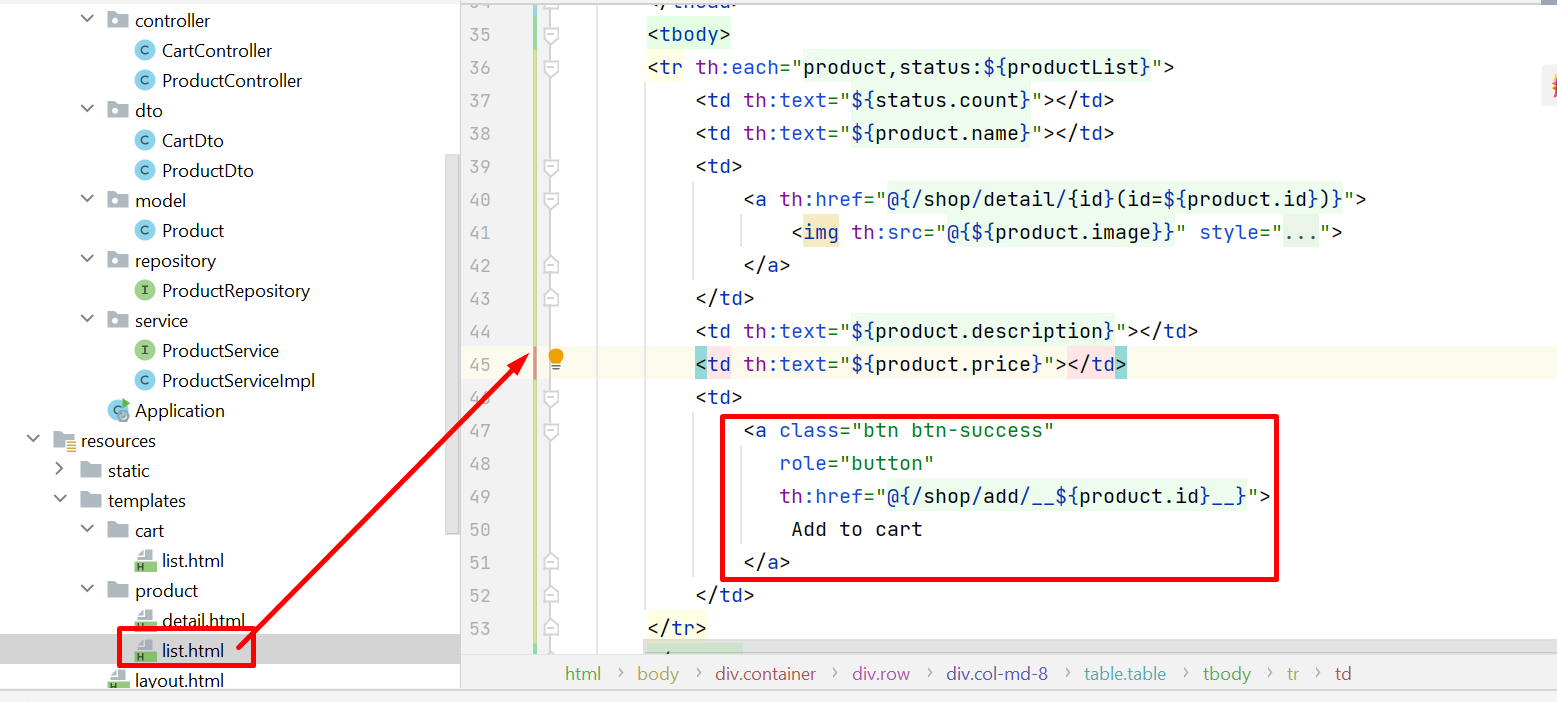 controller
CartController
ProductController
dto
CartDto
ProductDto
model
Product
repository
ProductRepository
service
ProductService
ProductServiceImpl
Application
resources
static
templates
cart
list.html
product
detail.html
list.html
layout.html
35 <tbody>
36 <tr th:each="product,status:${productList}">
37 <td th:text="${status.count}"></td>
38 <td th:text="${product.name}"></td>
39 <td>
40 <a th:href="@{/shop/detail/{id}(id=${product.id})}">
41 <img th:src="@{${product.image}}" style="...">
42 </a>
43 </td>
44 <td th:text="${product.description}"></td>
45 <td th:text="${product.price}"></td>
46 <td>
47 <a class="btn btn-success"
48 role="button"
49 th:href="@{/shop/add/__${product.id}__}">
50 Add to cart
51 </a>
52 </td>
53 </tr>
html > body > div.container > div.row > div.col-md-8 > table.table > tbody > tr > td